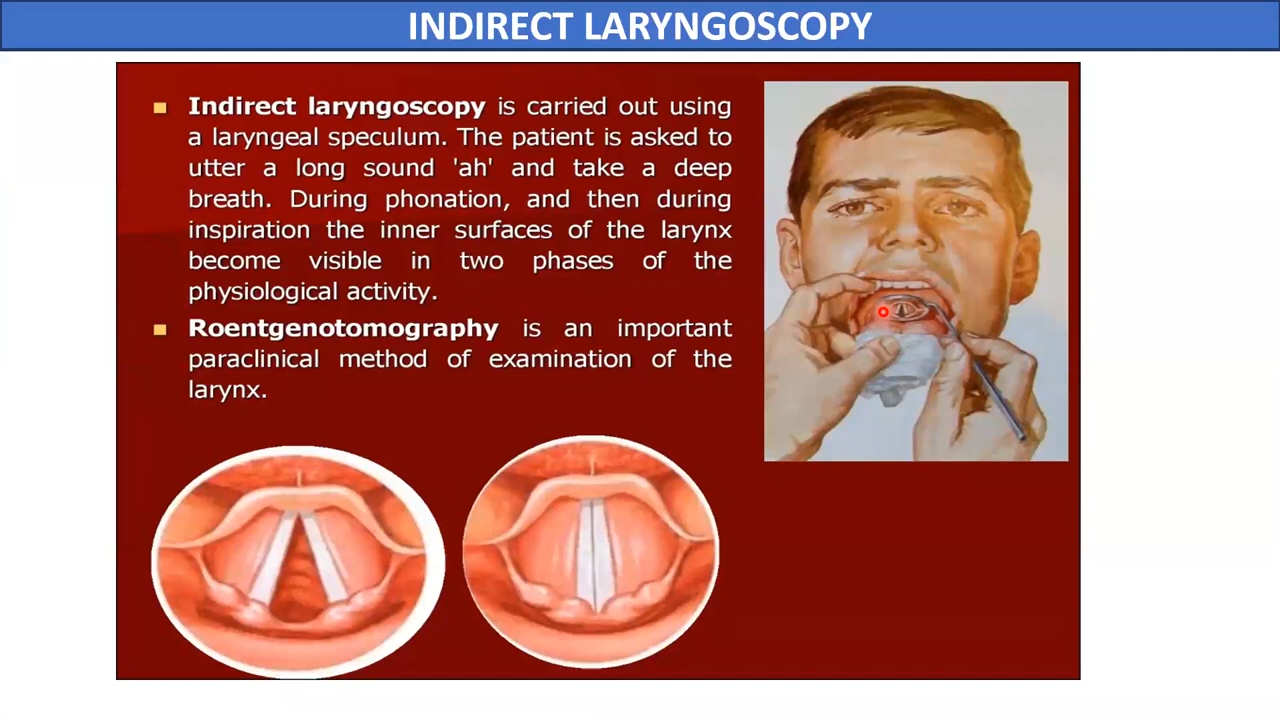 INDIRECT LARYNGOSCOPY
Indirect laryngoscopy is carried out using
a laryngeal speculum. The patient is asked to
utter a long sound 'ah' and take a deep
breath. During phonation, and then during
inspiration the inner surfaces of the larynx
become visible in two phases of the
physiological activity.
Roentgenotomography is an important
paraclinical method of examination of the
larynx.